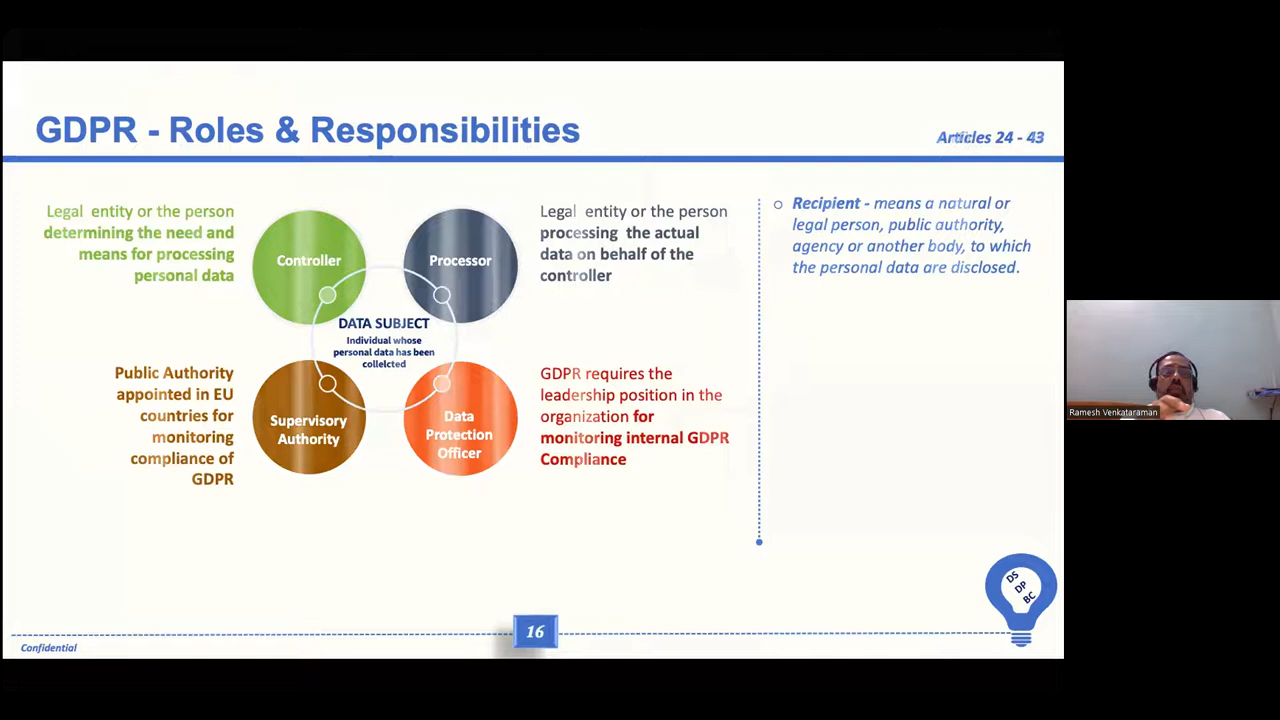 GDPR - Roles & Responsibilities
Articles 24 - 43
Legal entity or the person
determining the need and
means for processing
personal data
Controller
Processor
Legal entity or the person
processing the actual
data on behalf of the
controller
Recipient - means a natural or
legal person, public authority,
agency or another body, to which
the personal data are disclosed.
DATA SUBJECT
Individual whose
personal data has been
collelcted
Public Authority
appointed in EU
countries for
monitoring
compliance of
GDPR
Supervisory
Authority
Data
Protection
Officer
GDPR requires the
leadership position in the
organization for
monitoring internal GDPR
Compliance
Ramesh Venkataraman
DS
DP
BC
16
Confidential